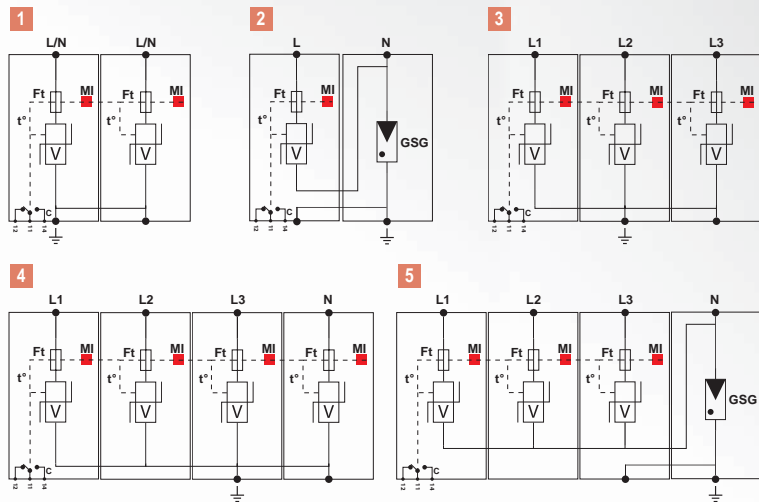 1
L/N L/N
Ft MI Ft MI
t° t°
V V
C
12 11 14
2
L N
Ft MI
t°
V
GSG
C
12 11 14
3
L1 L2 L3
Ft MI Ft MI Ft MI
t° t° t°
V V V
C
12 11 14
4
L1 L2 L3 N
Ft MI Ft MI Ft MI Ft MI
t° t° t° t°
V V V V
C
12 11 14
5
L1 L2 L3 N
Ft MI Ft MI Ft MI
t° t° t°
V V V
GSG
C
12 11 14